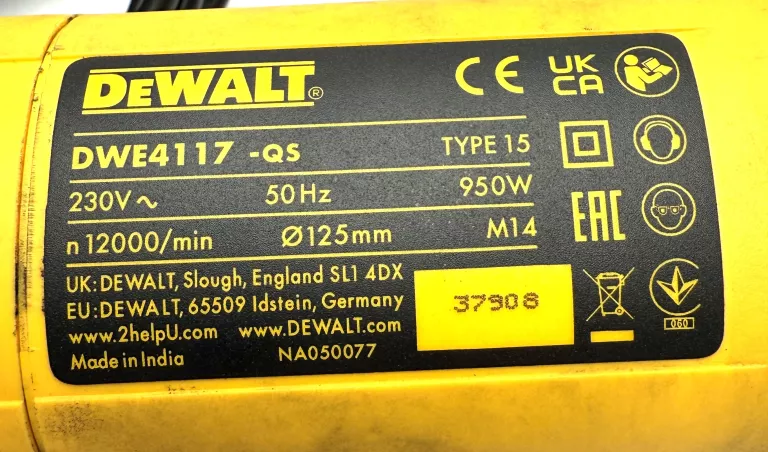 DEWALT®
CE UK CA
DWE4117 -QS TYPE 15
230V~ 50Hz 950W
n 12000/min Ø125mm M14
EAC
UK: DEWALT, Slough, England SL1 4DX
EU: DEWALT, 65509 Idstein, Germany
www.2helpU.com www.DEWALT.com
Made in India NA050077
37908
060